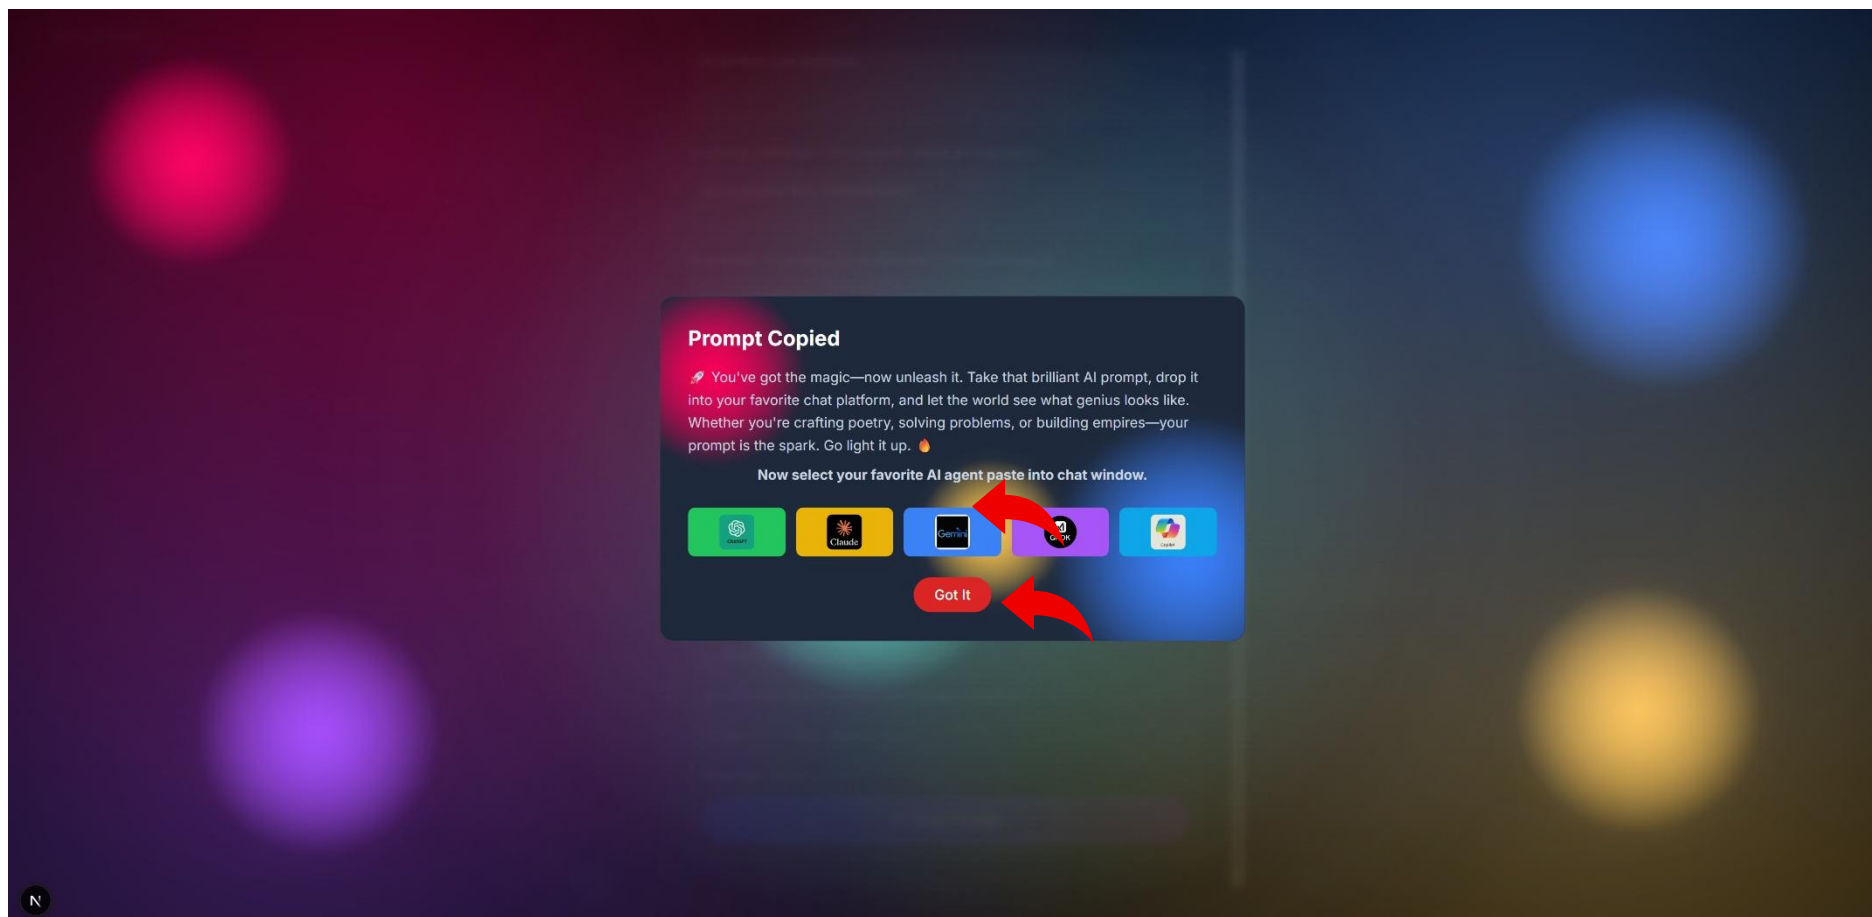 Prompt Copied
🚀 You've got the magic—now unleash it. Take that brilliant AI prompt, drop it
into your favorite chat platform, and let the world see what genius looks like.
Whether you're crafting poetry, solving problems, or building empires—your
prompt is the spark. Go light it up. 🔥
Now select your favorite AI agent paste into chat window.
ChatGPT
Claude
Gemini
Copilot
Got It
N